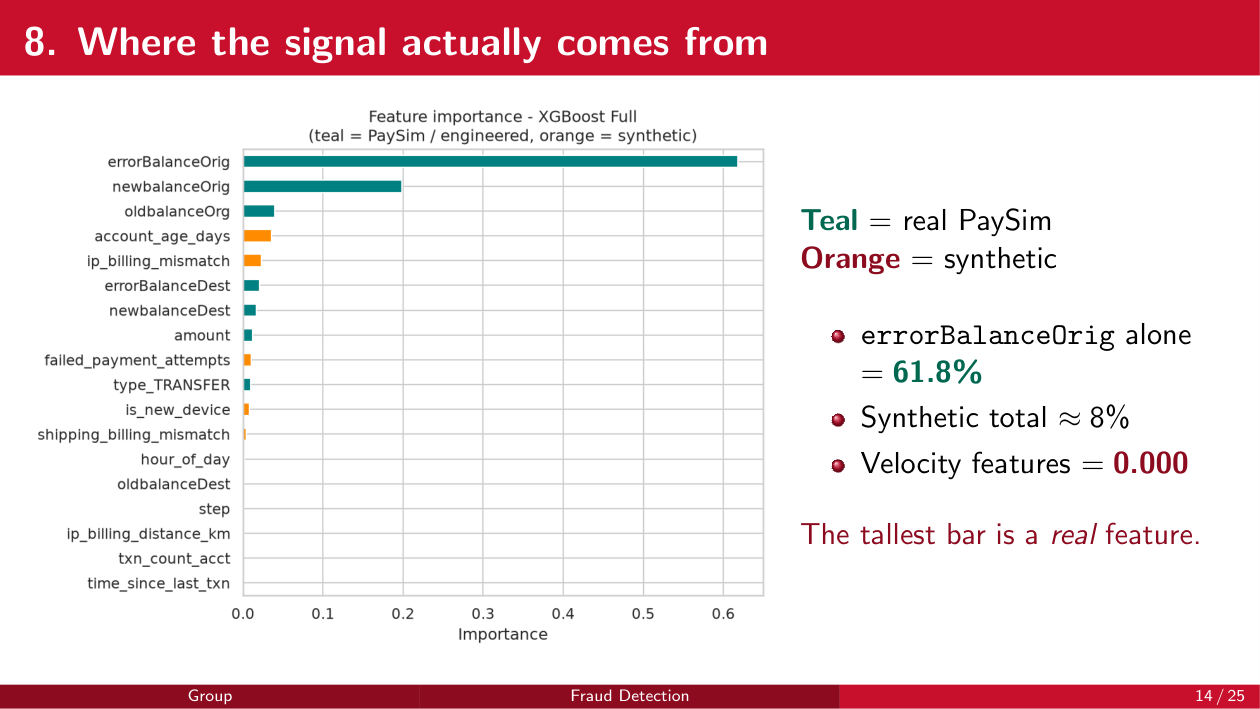 8. Where the signal actually comes from
Feature importance - XGBoost Full
(teal = PaySim / engineered, orange = synthetic)
errorBalanceOrig
newbalanceOrig
oldbalanceOrg
account_age_days
ip_billing_mismatch
errorBalanceDest
newbalanceDest
amount
failed_payment_attempts
type_TRANSFER
is_new_device
shipping_billing_mismatch
hour_of_day
oldbalanceDest
step
ip_billing_distance_km
txn_count_acct
time_since_last_txn
0.0 0.1 0.2 0.3 0.4 0.5 0.6
Importance
Teal = real PaySim
Orange = synthetic
errorBalanceOrig alone
= 61.8%
Synthetic total ≈ 8%
Velocity features = 0.000
The tallest bar is a real feature.
Group Fraud Detection 14 / 25